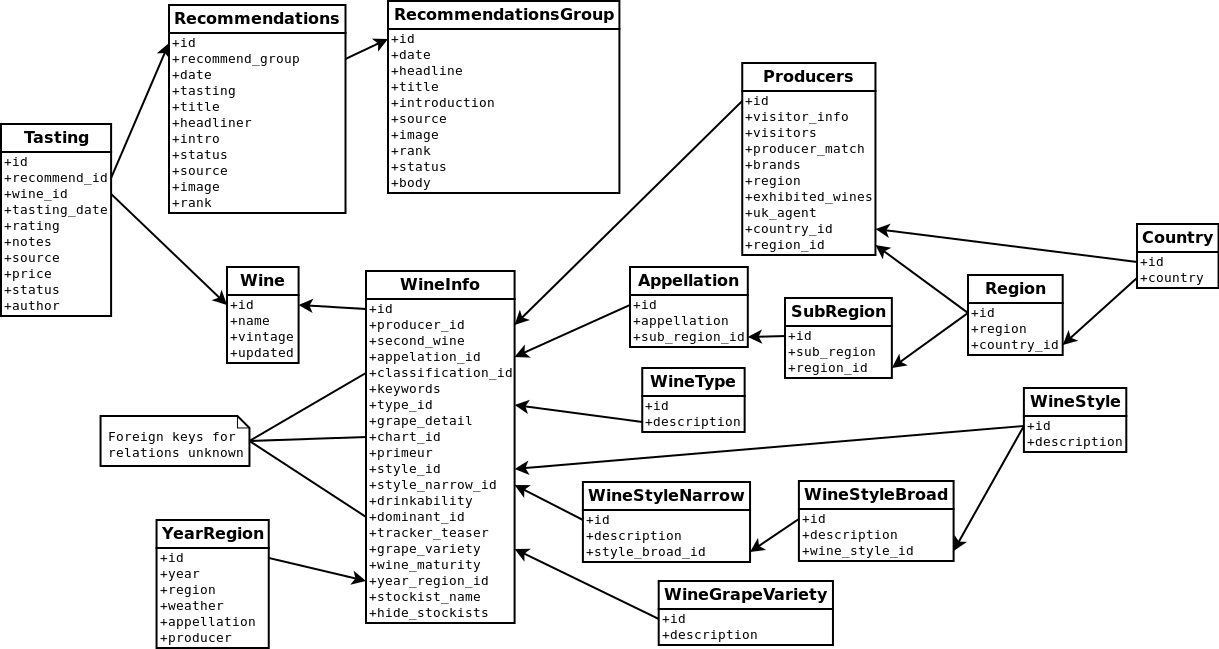 Recommendations
+id
+recommend_group
+date
+tasting
+title
+headliner
+intro
+status
+source
+image
+rank
RecommendationsGroup
+id
+date
+headline
+title
+introduction
+source
+image
+rank
+status
+body
Producers
+id
+visitor_info
+visitors
+producer_match
+brands
+region
+exhibited_wines
+uk_agent
+country_id
+region_id
Tasting
+id
+recommend_id
+wine_id
+tasting_date
+rating
+notes
+source
+price
+status
+author
Country
+id
+country
Wine
+id
+name
+vintage
+updated
WineInfo
+id
+producer_id
+second_wine
+appelation_id
+classification_id
+keywords
+type_id
+grape_detail
+chart_id
+primeur
+style_id
+style_narrow_id
+drinkability
+dominant_id
+tracker_teaser
+grape_variety
+wine_maturity
+year_region_id
+stockist_name
+hide_stockists
Appellation
+id
+appellation
+sub_region_id
SubRegion
+id
+sub_region
+region_id
Region
+id
+region
+country_id
WineType
+id
+description
WineStyle
+id
+description
Foreign keys for
relations unknown
WineStyleNarrow
+id
+description
+style_broad_id
WineStyleBroad
+id
+description
+wine_style_id
YearRegion
+id
+year
+region
+weather
+appellation
+producer
WineGrapeVariety
+id
+description